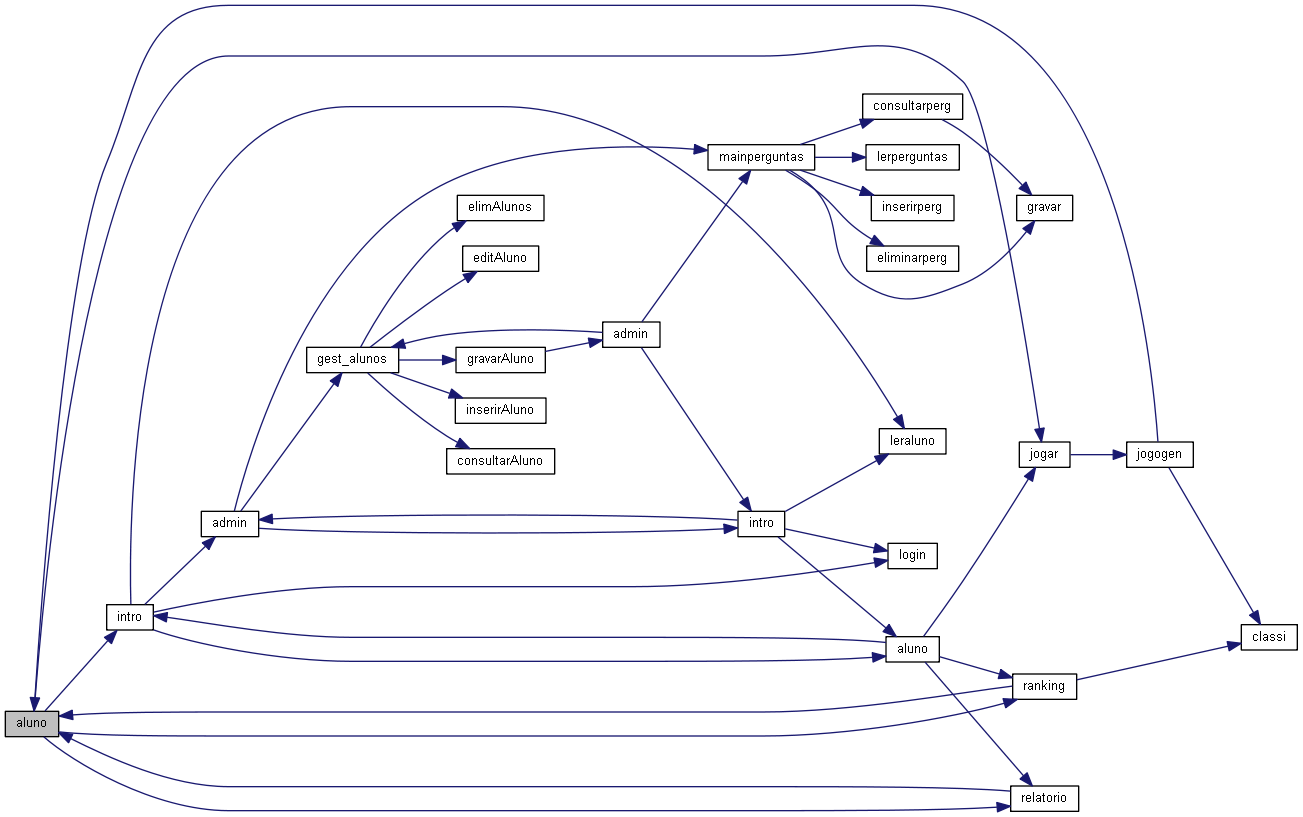 consultarperg
mainperguntas
lerperguntas
elimAlunos
inserirperg
gravar
editAluno
eliminarperg
admin
gest_alunos
gravarAluno
inserirAluno
leraluno
consultarAluno
jogar
jogogen
admin
intro
login
intro
classi
aluno
ranking
aluno
relatorio